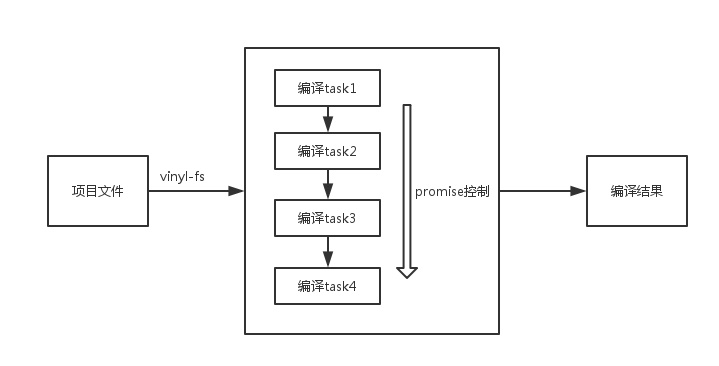 项目文件
vinyl-fs
编译task1
编译task2
编译task3
编译task4
promise控制
编译结果